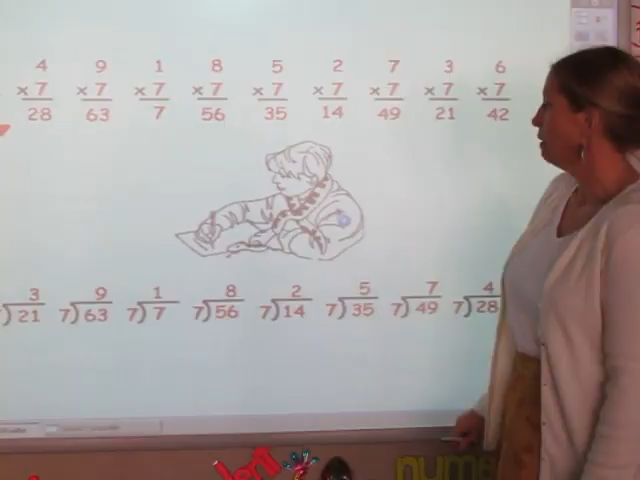 4 9 1 8 5 2 7 3 6
× 7 × 7 × 7 × 7 × 7 × 7 × 7 × 7 × 7
28 63 7 56 35 14 49 21 42
3 9 1 8 2 5 7 4
)21 7)63 7)7 7)56 7)14 7)35 7)49 7)28